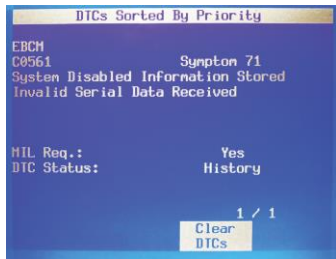 DTCs Sorted By Priority
EBCM
C0561 Symptom 71
System Disabled Information Stored
Invalid Serial Data Received
MIL Req.: Yes
DTC Status: History
1 / 1
Clear
DTCs